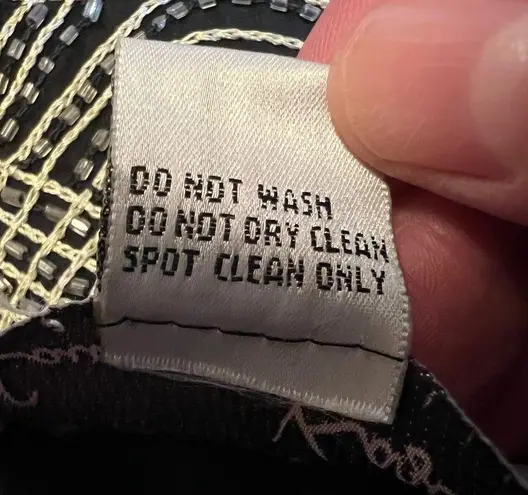 DO NOT WASH
DO NOT DRY CLEAN
SPOT CLEAN ONLY